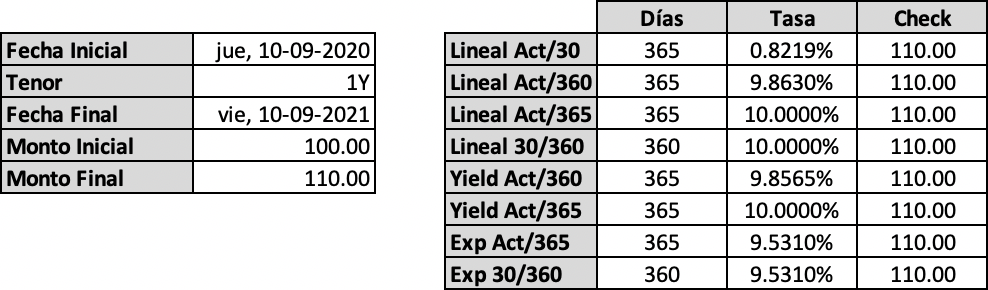 Fecha Inicial jue, 10-09-2020
Tenor 1Y
Fecha Final vie, 10-09-2021
Monto Inicial 100.00
Monto Final 110.00
Días Tasa Check
Lineal Act/30 365 0.8219% 110.00
Lineal Act/360 365 9.8630% 110.00
Lineal Act/365 365 10.0000% 110.00
Lineal 30/360 360 10.0000% 110.00
Yield Act/360 365 9.8565% 110.00
Yield Act/365 365 10.0000% 110.00
Exp Act/365 365 9.5310% 110.00
Exp 30/360 360 9.5310% 110.00